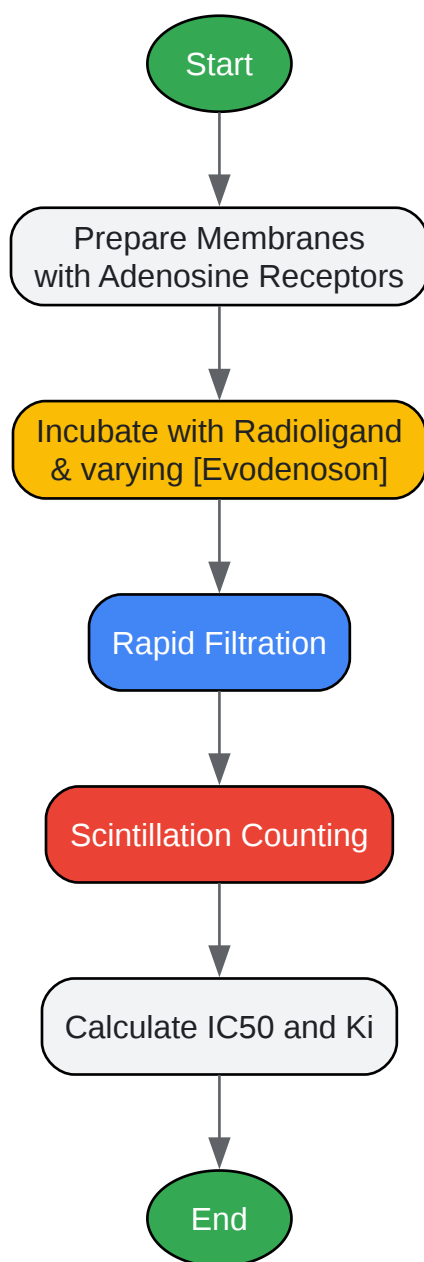 Start
Prepare Membranes
with Adenosine Receptors
Incubate with Radioligand
& varying [Evodenoson]
Rapid Filtration
Scintillation Counting
Calculate IC50 and Ki
End